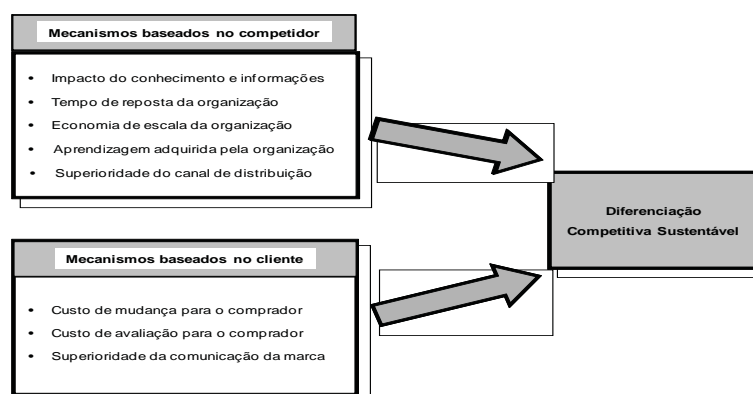 Mecanismos baseados no competidor
• Impacto do conhecimento e informações
• Tempo de reposta da organização
• Economia de escala da organização
• Aprendizagem adquirida pela organização
• Superioridade do canal de distribuição
Diferenciação
Competitiva Sustentável
Mecanismos baseados no cliente
• Custo de mudança para o comprador
• Custo de avaliação para o comprador
• Superioridade da comunicação da marca